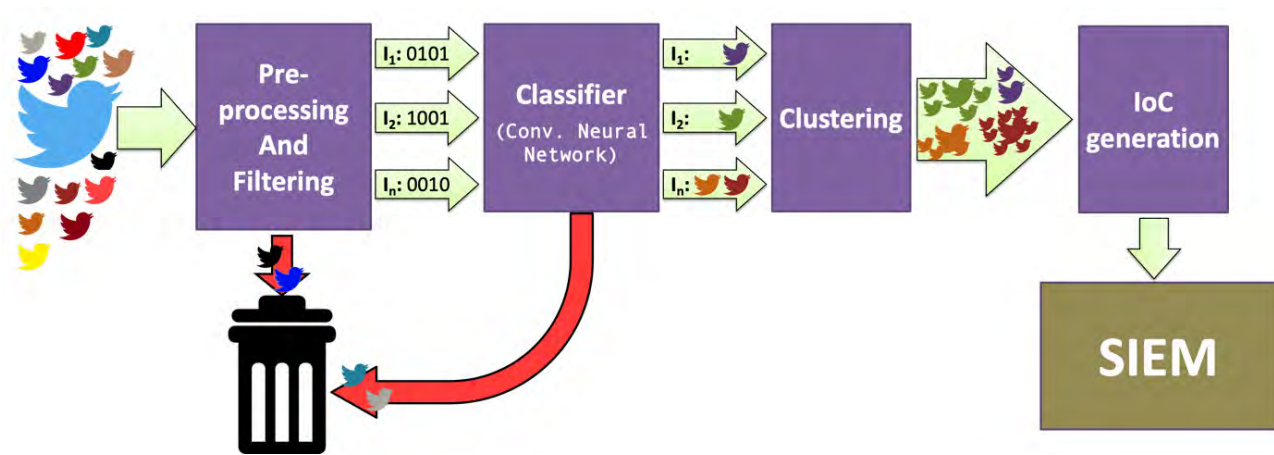 Pre-
processing
And
Filtering
I₁: 0101
I₂: 1001
Iₙ: 0010
Classifier
(Conv. Neural
Network)
I₁:
I₂:
Iₙ:
Clustering
IoC
generation
SIEM